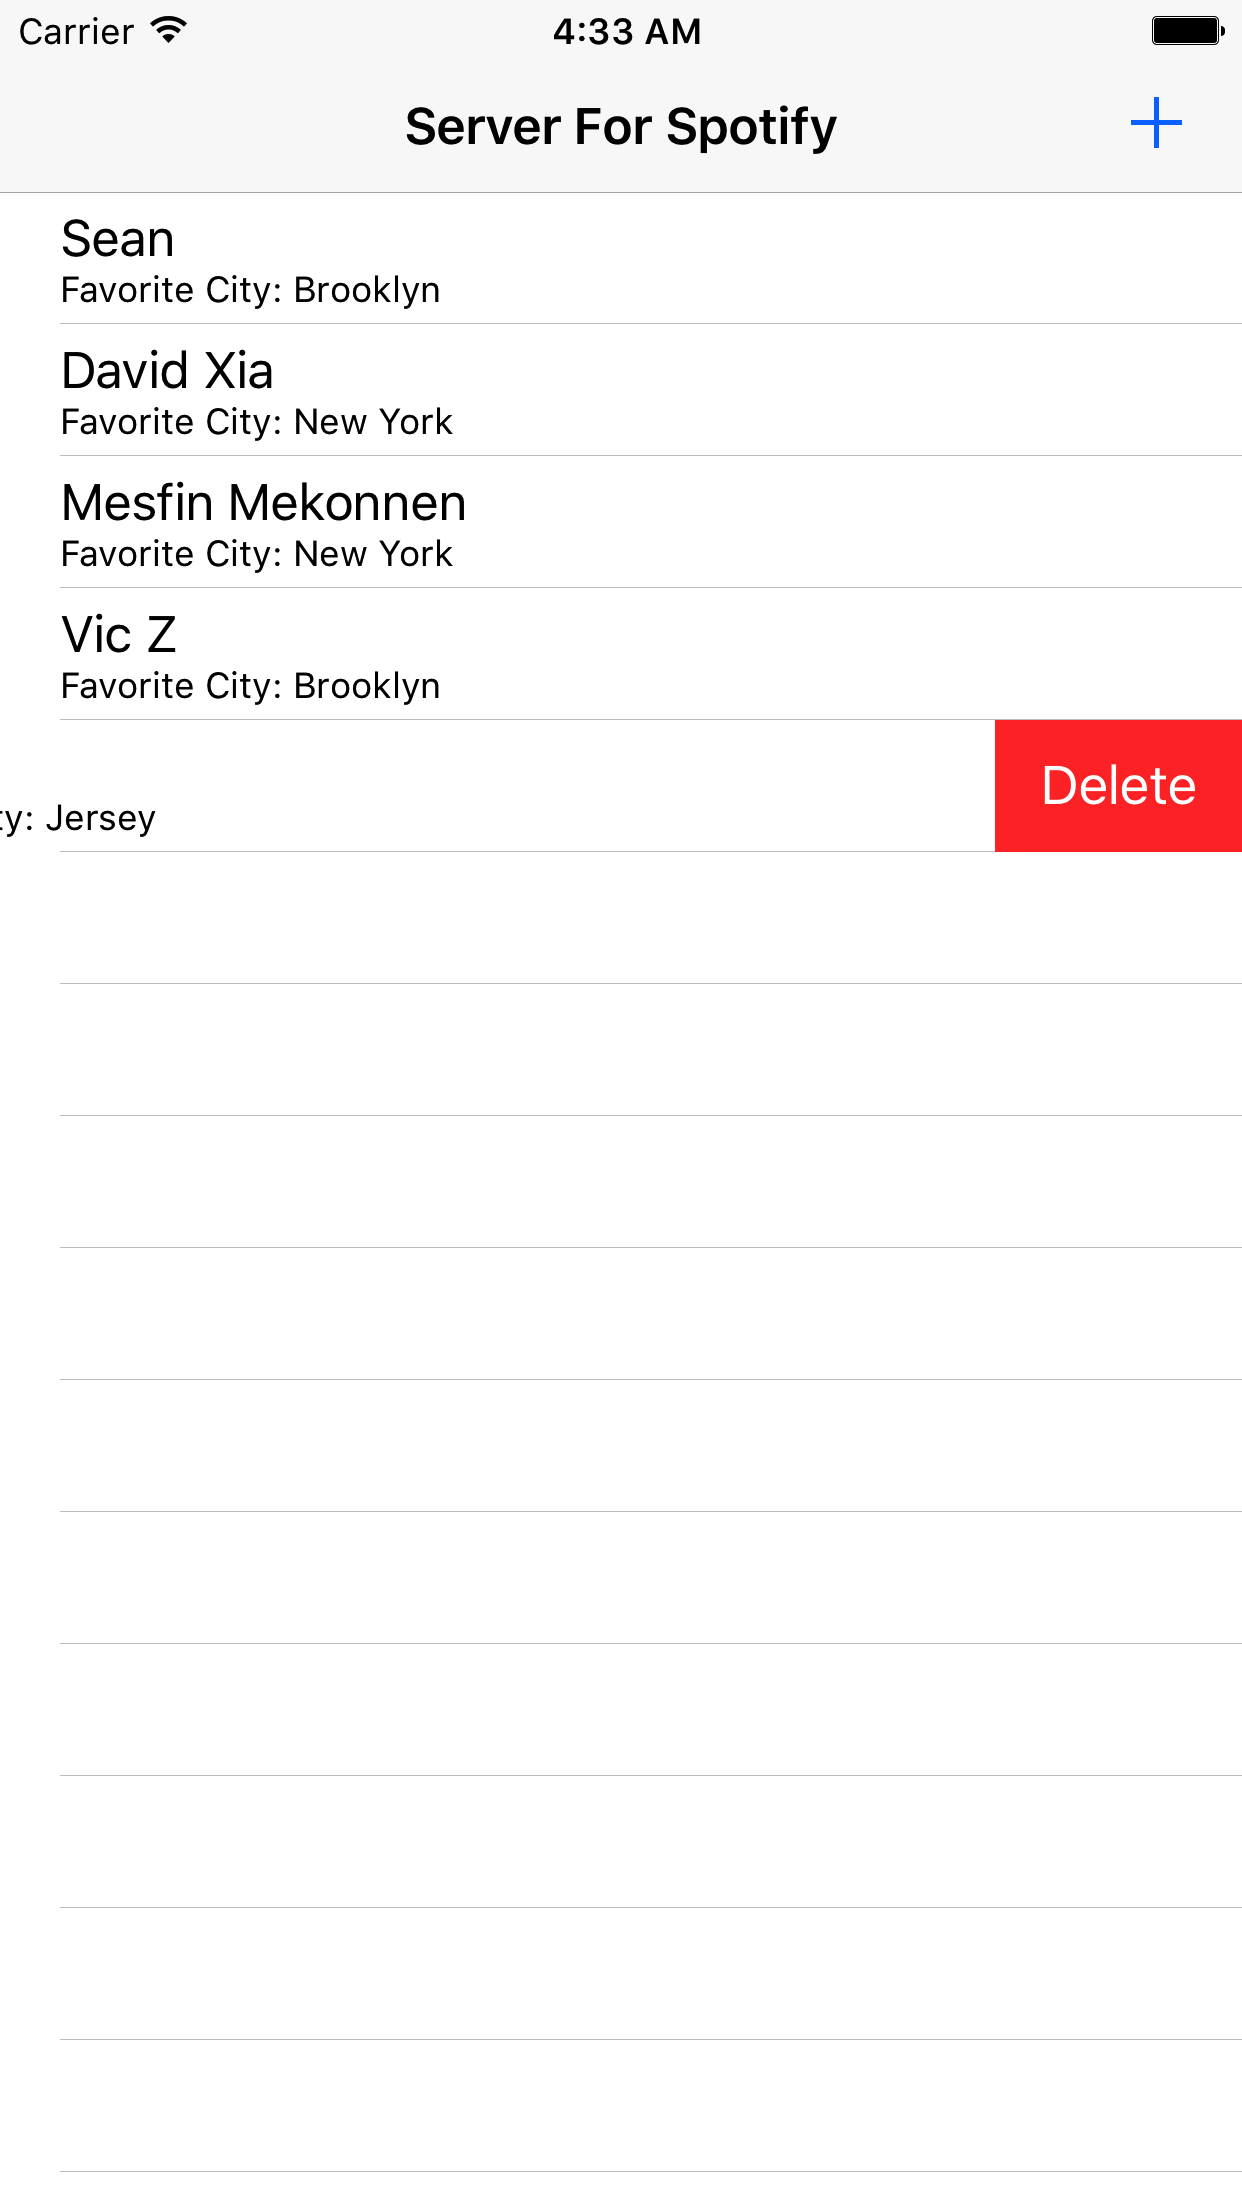 Carrier 4:33 AM
Server For Spotify
Sean
Favorite City: Brooklyn
David Xia
Favorite City: New York
Mesfin Mekonnen
Favorite City: New York
Vic Z
Favorite City: Brooklyn
Delete
ty: Jersey